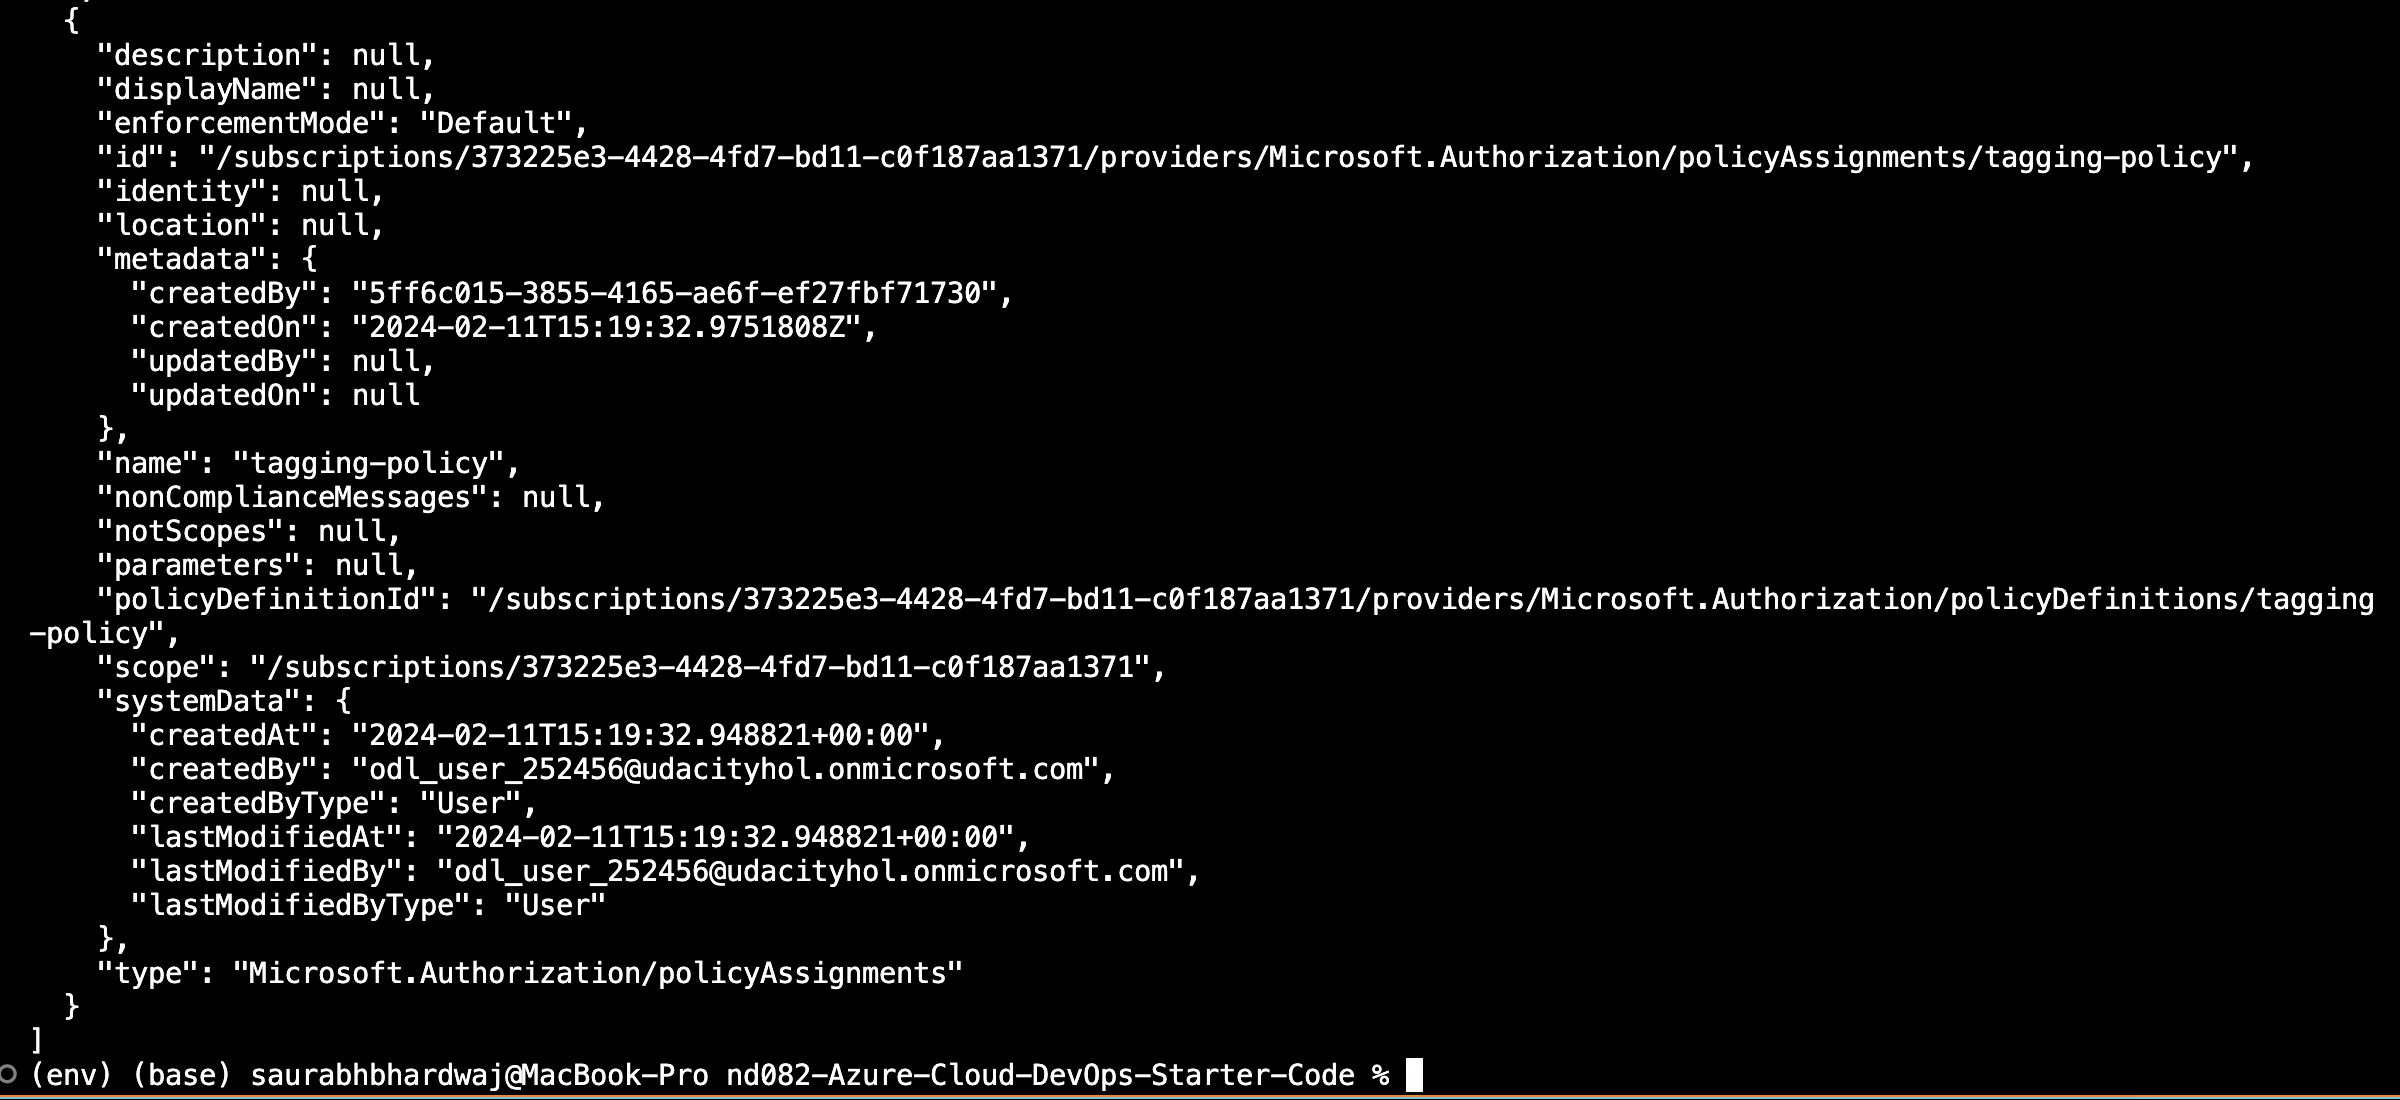 {
"description": null,
"displayName": null,
"enforcementMode": "Default",
"id": "/subscriptions/373225e3-4428-4fd7-bd11-c0f187aa1371/providers/Microsoft.Authorization/policyAssignments/tagging-policy",
"identity": null,
"location": null,
"metadata": {
"createdBy": "5ff6c015-3855-4165-ae6f-ef27fbf71730",
"createdOn": "2024-02-11T15:19:32.9751808Z",
"updatedBy": null,
"updatedOn": null
},
"name": "tagging-policy",
"nonComplianceMessages": null,
"notScopes": null,
"parameters": null,
"policyDefinitionId": "/subscriptions/373225e3-4428-4fd7-bd11-c0f187aa1371/providers/Microsoft.Authorization/policyDefinitions/tagging
-policy",
"scope": "/subscriptions/373225e3-4428-4fd7-bd11-c0f187aa1371",
"systemData": {
"createdAt": "2024-02-11T15:19:32.948821+00:00",
"createdBy": "odl_user_252456@udacityhol.onmicrosoft.com",
"createdByType": "User",
"lastModifiedAt": "2024-02-11T15:19:32.948821+00:00",
"lastModifiedBy": "odl_user_252456@udacityhol.onmicrosoft.com",
"lastModifiedByType": "User"
},
"type": "Microsoft.Authorization/policyAssignments"
}
]
(env) (base) saurabhbhardwaj@MacBook-Pro nd082-Azure-Cloud-DevOps-Starter-Code %